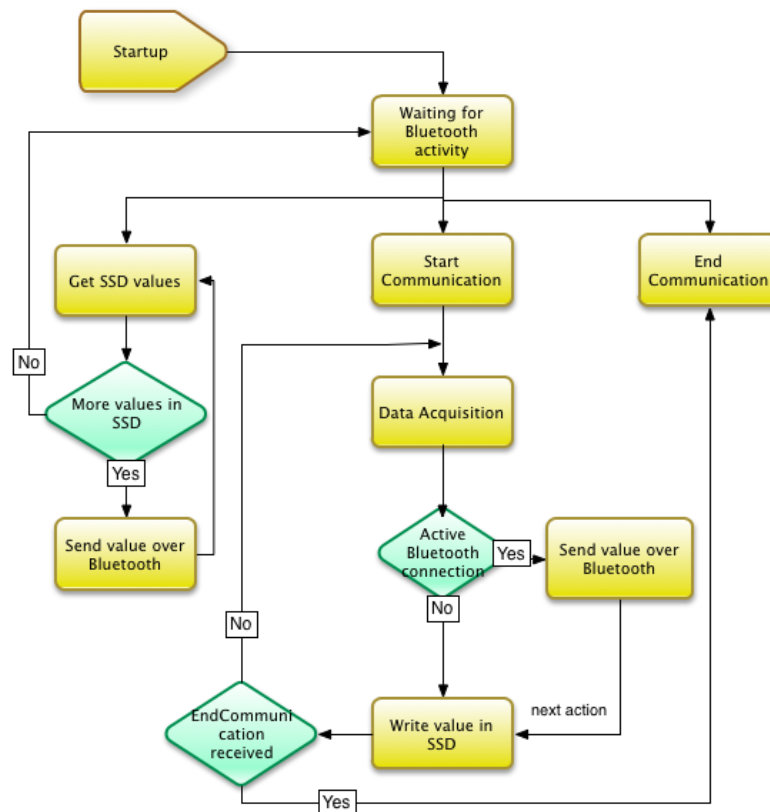 Startup
Waiting for
Bluetooth
activity
Get SSD values
Start
Communication
End
Communication
No
More values in
SSD
Yes
Data Acquisition
Send value over
Bluetooth
Active
Bluetooth
connection
Yes
Send value over
Bluetooth
No
No
EndCommuni
cation
received
Write value in
SSD
next action
Yes